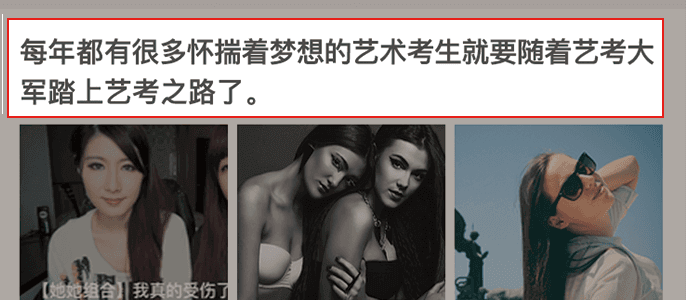 每年都有很多怀揣着梦想的艺术考生就要随着艺考大
军踏上艺考之路了。
【她她组合】我真的受伤了